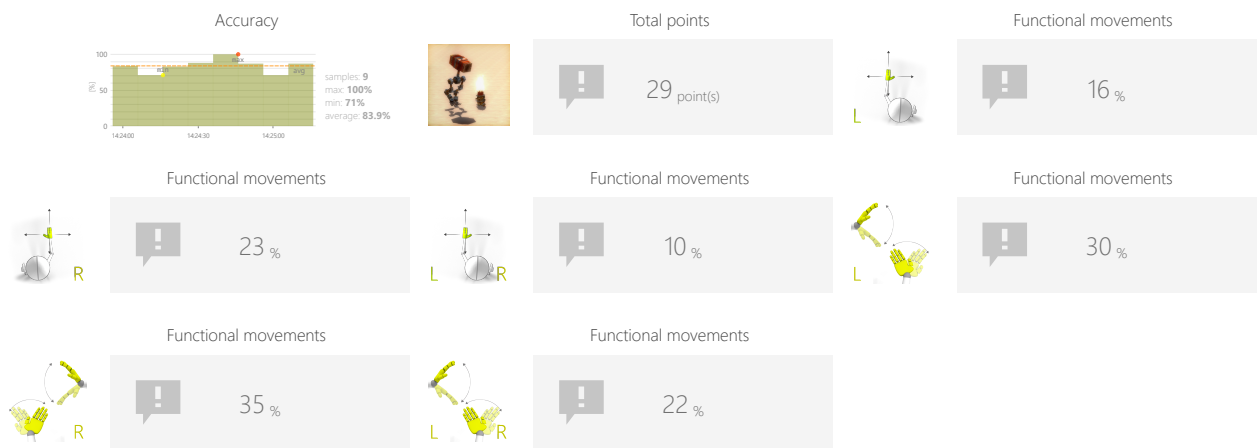 Accuracy
100
50
0
[%]
min
max
avg
14:24:00
14:24:30
14:25:00
samples: 9
max: 100%
min: 71%
average: 83.9%
Total points
29 point(s)
Functional movements
L
16 %
Functional movements
R
23 %
Functional movements
L R
10 %
Functional movements
L
30 %
Functional movements
R
35 %
Functional movements
L R
22 %